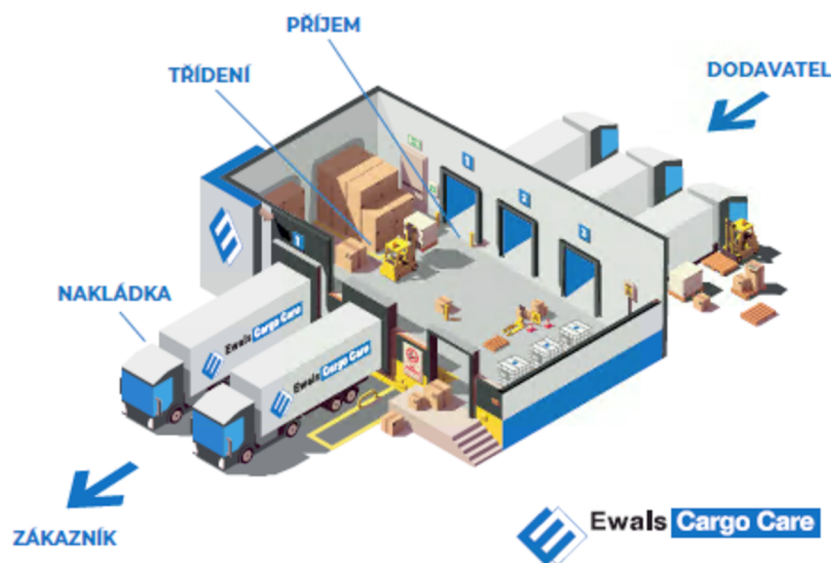 PŘÍJEM
TŘÍDENÍ
DODAVATEL
1
2
3
1
NAKLÁDKA
Ewals Cargo Care
Ewals Cargo Care
ZÁKAZNÍK
Ewals Cargo Care